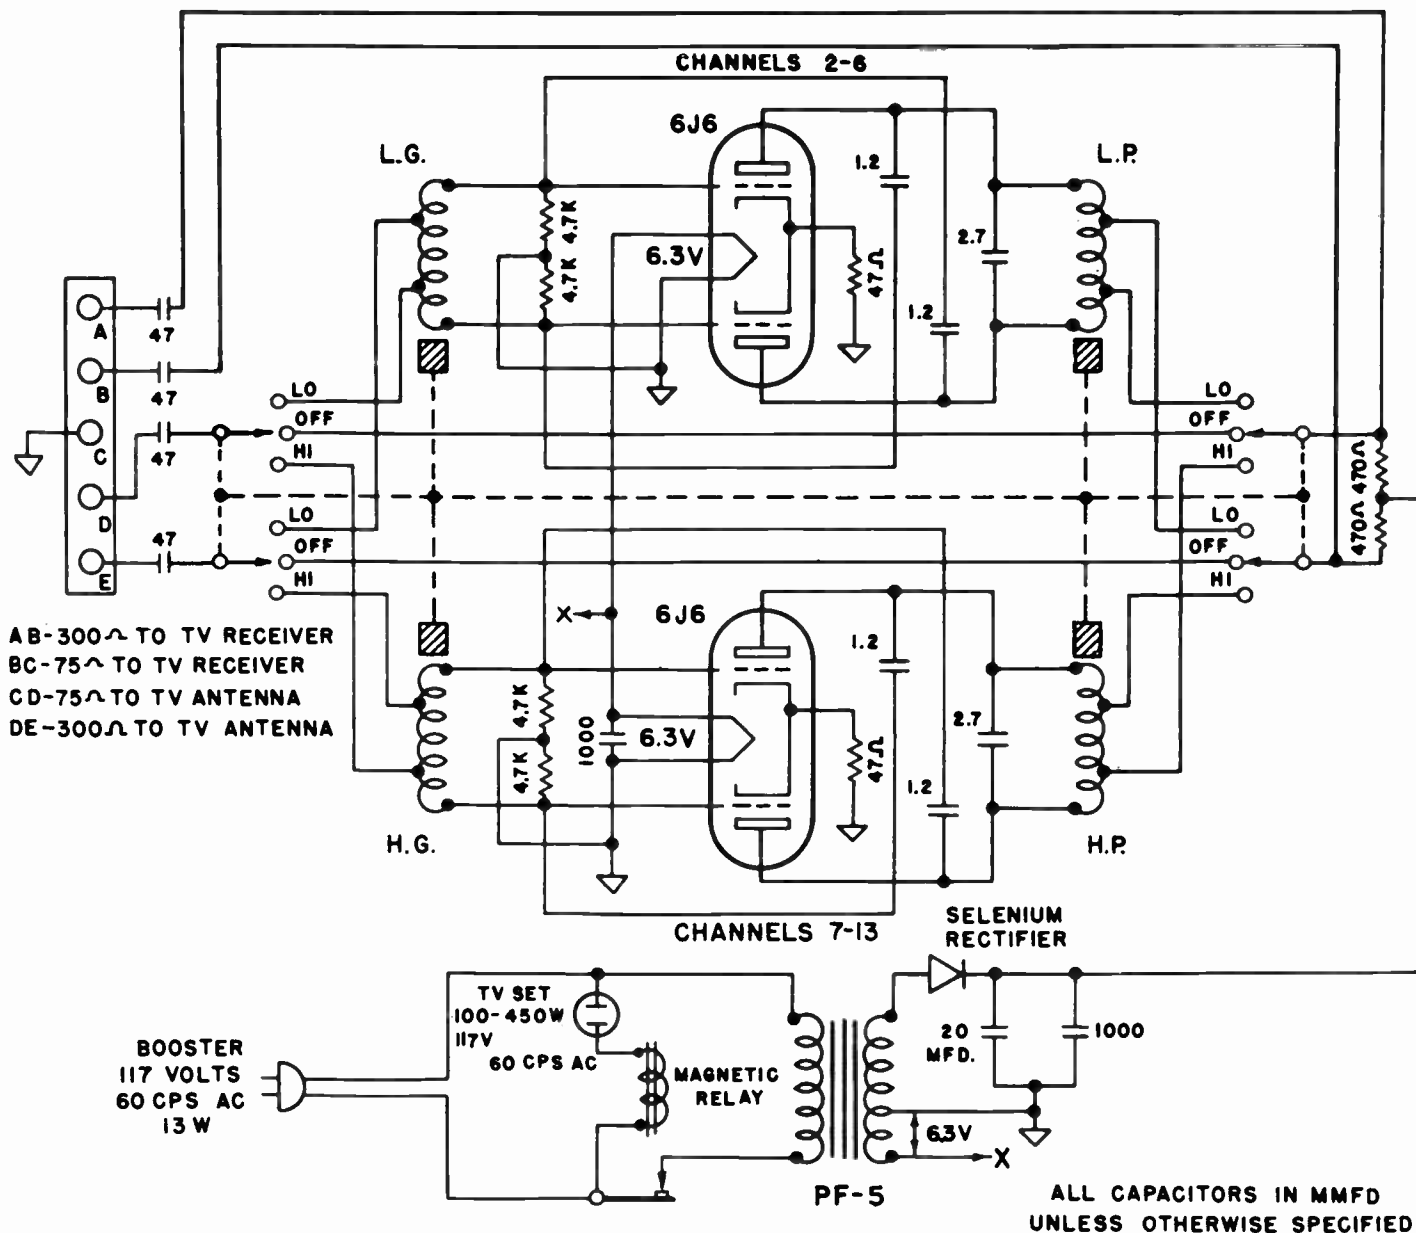 CHANNELS 2-6
6J6
L.G.
L.P.
1.2
4.7K
4.7K
6.3V
47Ω
2.7
1.2
A
47
B
47
C
47
D
47
E
LO
OFF
HI
LO
OFF
HI
LO
OFF
HI
LO
OFF
HI
470Ω
470Ω
AB-300Ω TO TV RECEIVER
BC-75Ω TO TV RECEIVER
CD-75Ω TO TV ANTENNA
DE-300Ω TO TV ANTENNA
X
6J6
1.2
4.7K
4.7K
1000
6.3V
47Ω
2.7
1.2
H.G.
H.P.
CHANNELS 7-13
SELENIUM
RECTIFIER
TV SET
100-450W
117V
60 CPS AC
BOOSTER
117 VOLTS
60 CPS AC
13 W
MAGNETIC
RELAY
20
MFD.
1000
6.3V
X
PF-5
ALL CAPACITORS IN MMFD
UNLESS OTHERWISE SPECIFIED